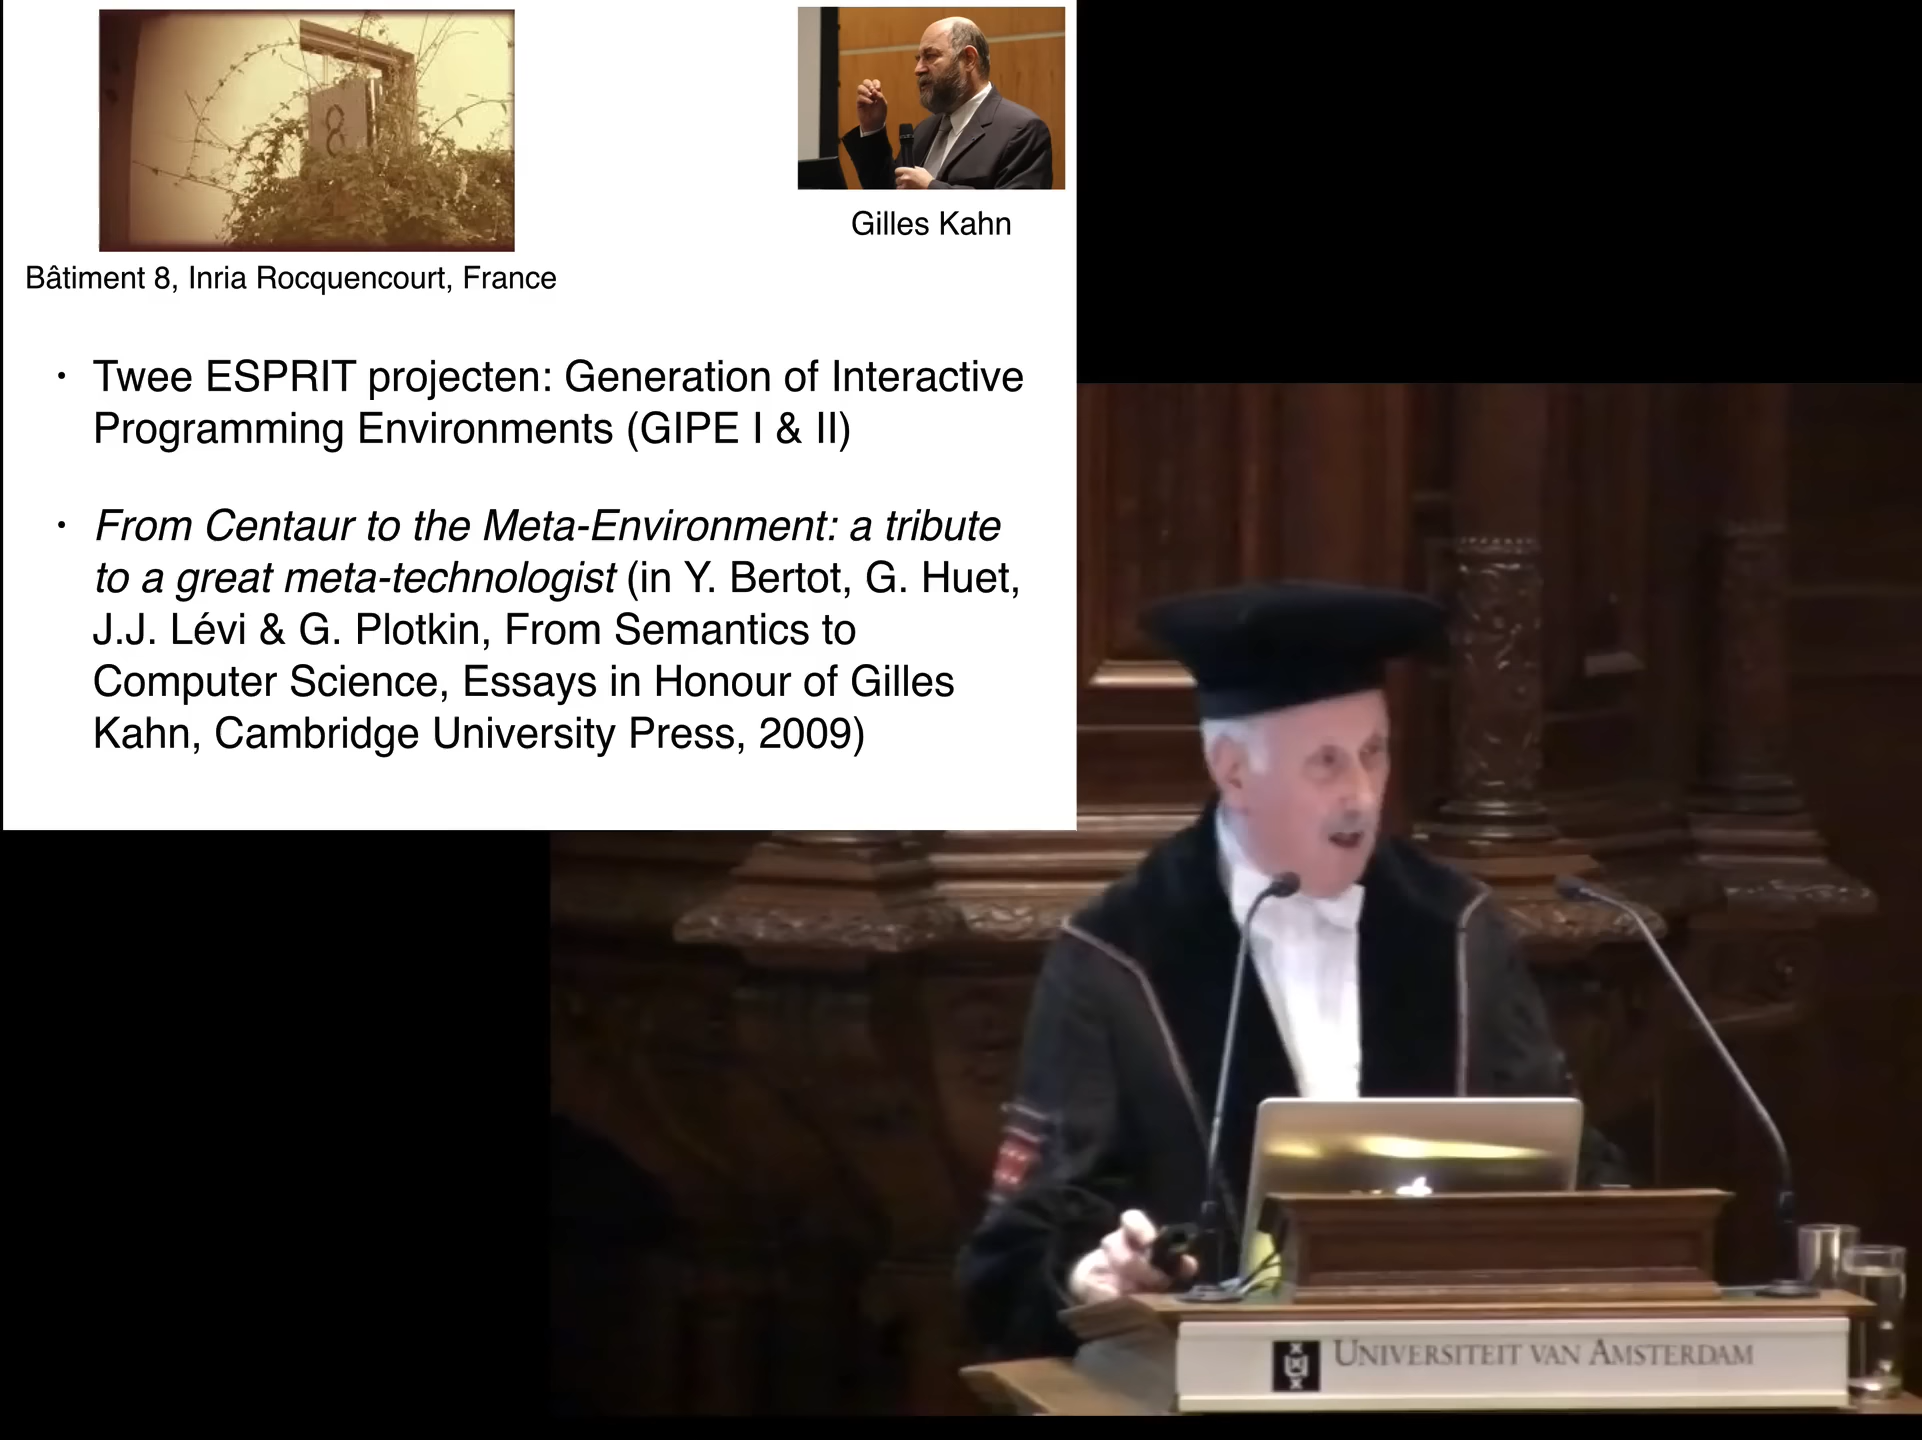 8
Gilles Kahn
Bâtiment 8, Inria Rocquencourt, France
• Twee ESPRIT projecten: Generation of Interactive
Programming Environments (GIPE I & II)
• From Centaur to the Meta-Environment: a tribute
to a great meta-technologist (in Y. Bertot, G. Huet,
J.J. Lévi & G. Plotkin, From Semantics to
Computer Science, Essays in Honour of Gilles
Kahn, Cambridge University Press, 2009)
UNIVERSITEIT VAN AMSTERDAM